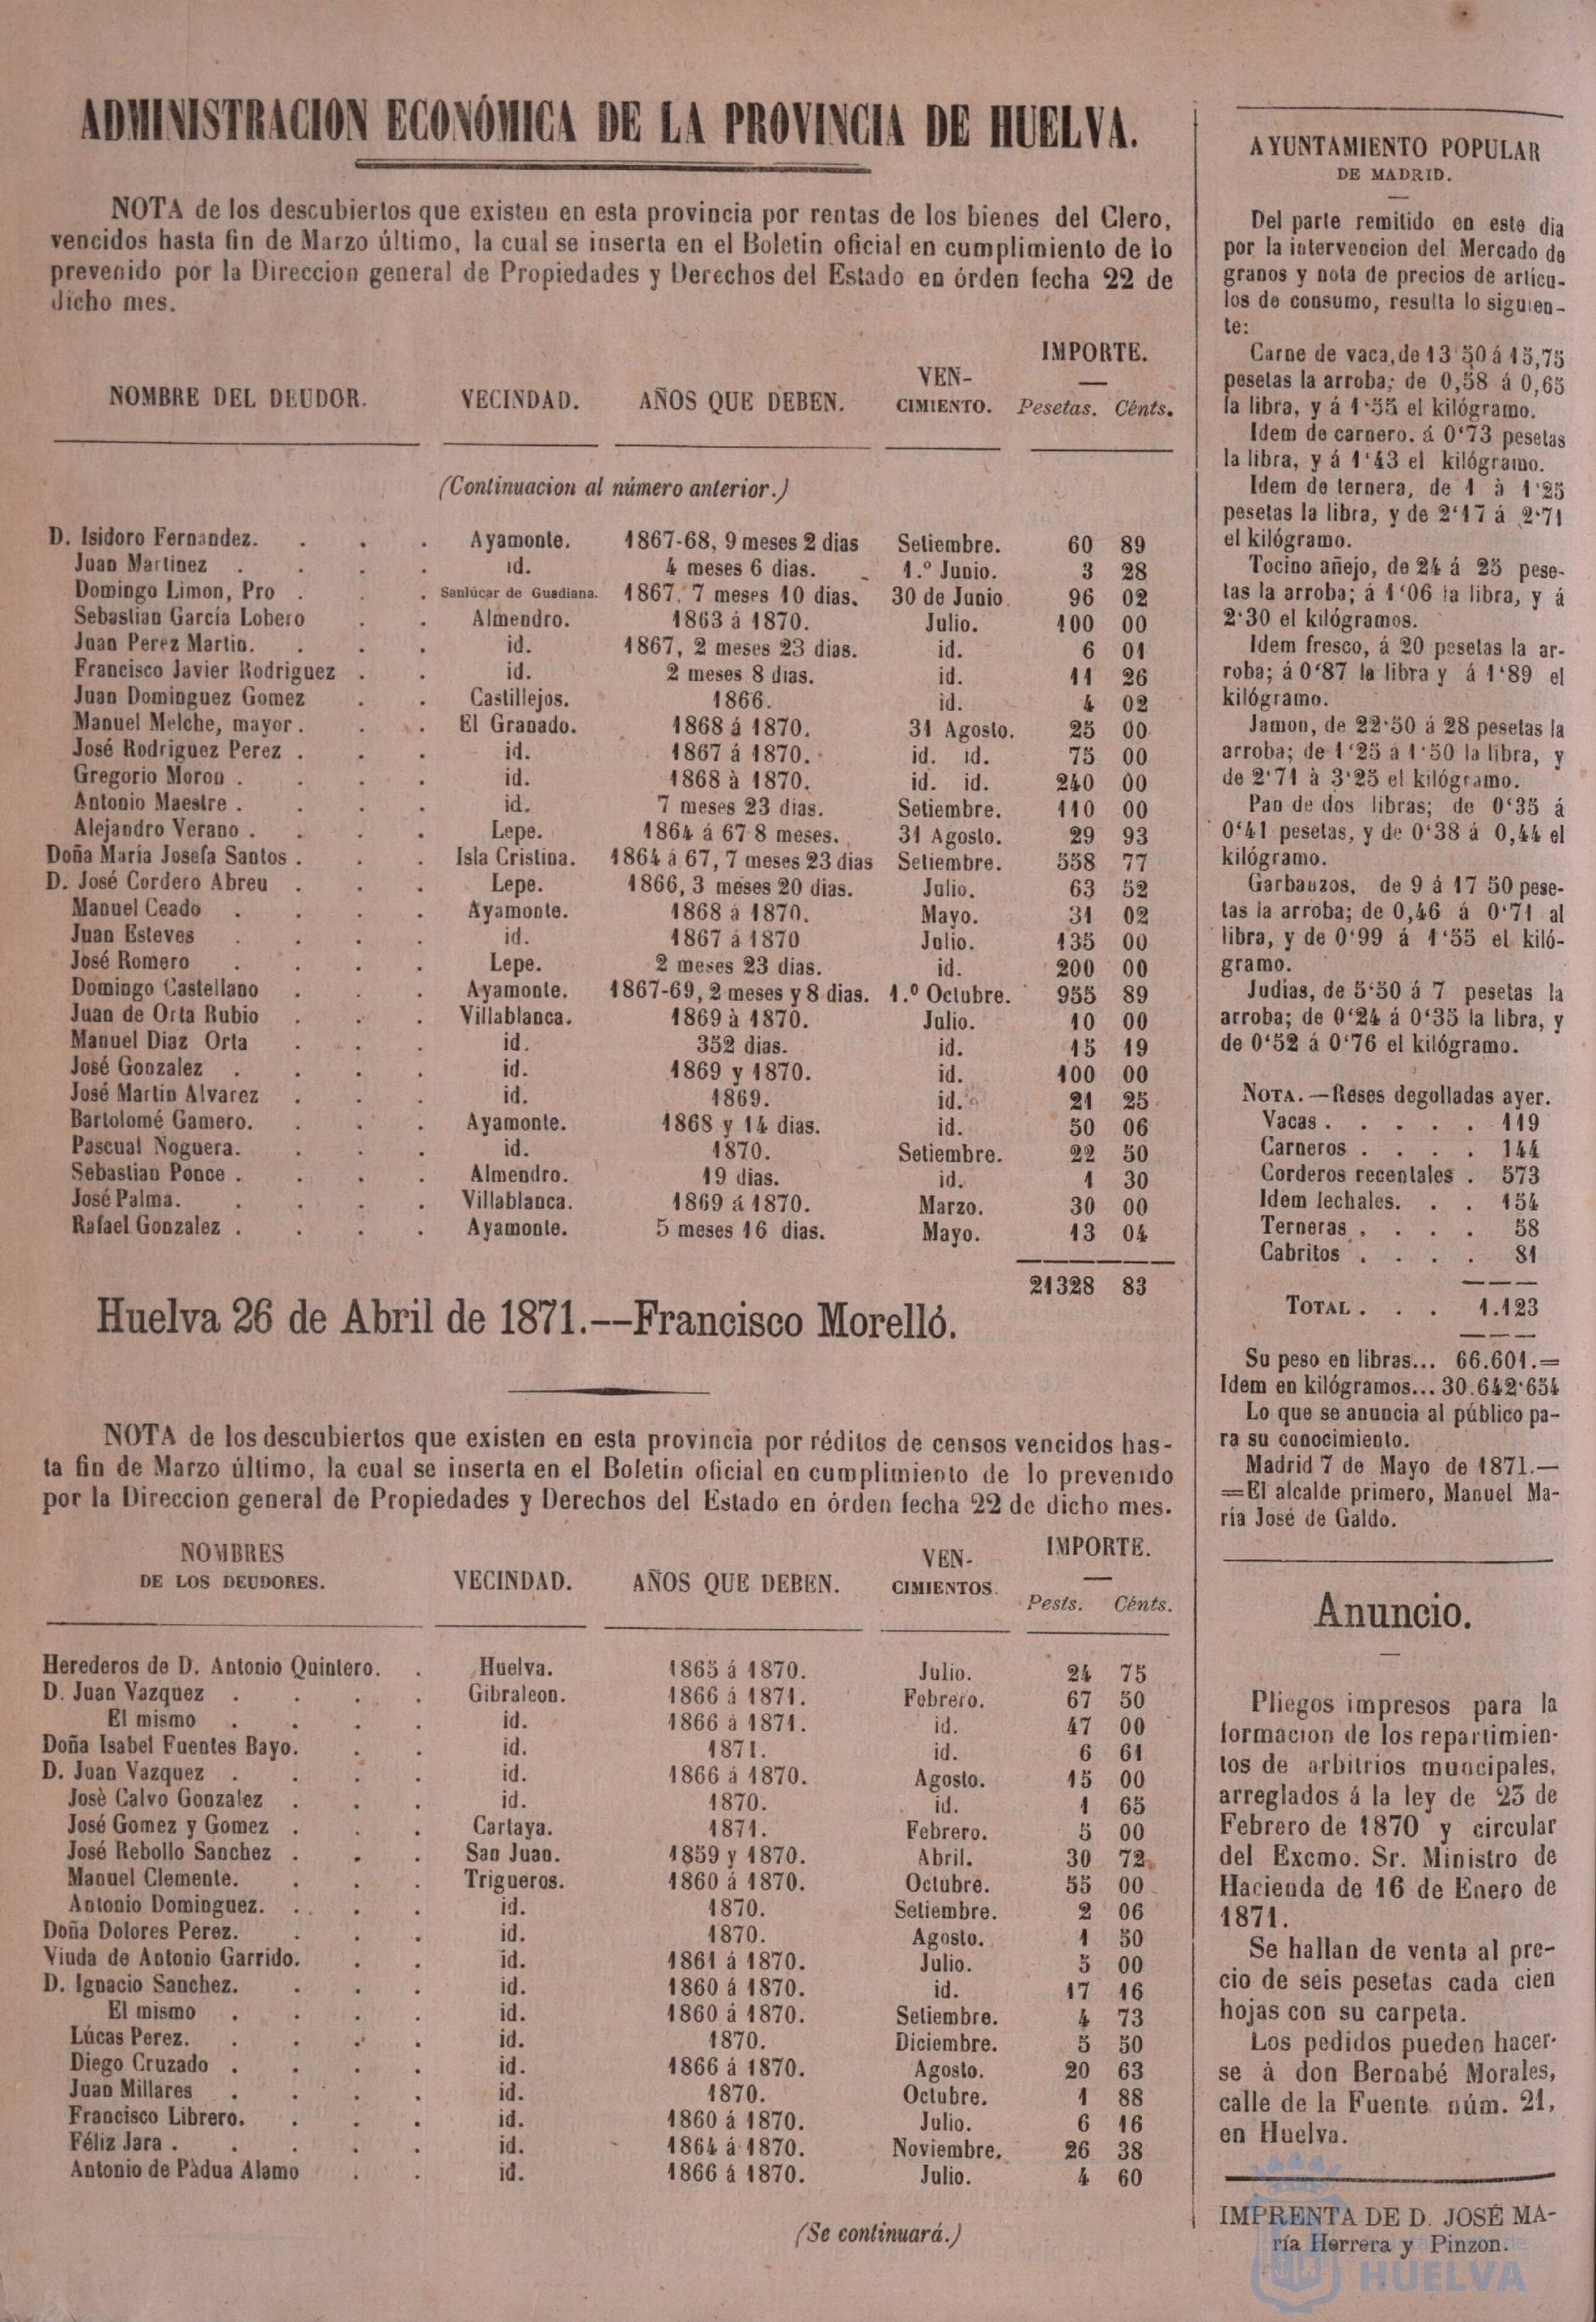 ADMINISTRACION ECONÓMICA DE LA PROVINCIA DE HUELVA.
NOTA de los descubiertos que existen en esta provincia por rentas de los bienes del Clero,
vencidos hasta fin de Marzo último, la cual se inserta en el Boletin oficial en cumplimiento de lo
prevenido por la Direccion general de Propiedades y Derechos del Estado en órden fecha 22 de
dicho mes.
NOMBRE DEL DEUDOR. VECINDAD. AÑOS QUE DEBEN. VEN-
CIMIENTO. IMPORTE.
Pesetas. Cénts.
(Continuacion al número anterior.)
D. Isidoro Fernandez. . . . Ayamonte. 1867-68, 9 meses 2 dias Setiembre. 60 89
Juan Martinez . . . . id. 4 meses 6 dias. 1.º Junio. 3 28
Domingo Limon, Pro . . . Sanlúcar de Guadiana. 1867, 7 meses 10 dias. 30 de Junio. 96 02
Sebastian García Lobero . . Almendro. 1863 á 1870. Julio. 100 00
Juan Perez Martin. . . . id. 1867, 2 meses 23 dias. id. 6 01
Francisco Javier Rodriguez . . id. 2 meses 8 dias. id. 11 26
Juan Dominguez Gomez . . Castillejos. 1866. id. 4 02
Manuel Melche, mayor . . . El Granado. 1868 á 1870. 31 Agosto. 25 00
José Rodriguez Perez . . . id. 1867 á 1870. id. id. 75 00
Gregorio Moron . . . . id. 1868 à 1870. id. id. 240 00
Antonio Maestre . . . . id. 7 meses 23 dias. Setiembre. 110 00
Alejandro Verano . . . . Lepe. 1864 á 67 8 meses. 31 Agosto. 29 93
Doña María Josefa Santos . . . Isla Cristina. 1864 á 67, 7 meses 23 dias Setiembre. 558 77
D. José Cordero Abreu . . . Lepe. 1866, 3 meses 20 dias. Julio. 63 52
Manuel Ceado . . . . Ayamonte. 1868 á 1870. Mayo. 31 02
Juan Esteves . . . . id. 1867 á 1870 Julio. 135 00
José Romero . . . . Lepe. 2 meses 23 dias. id. 200 00
Domingo Castellano . . . Ayamonte. 1867-69, 2 meses y 8 dias. 1.º Octubre. 955 89
Juan de Orta Rubio . . . Villablanca. 1869 à 1870. Julio. 10 00
Manuel Diaz Orta . . . id. 352 dias. id. 15 19
José Gonzalez . . . . id. 1869 y 1870. id. 100 00
José Martin Alvarez . . . id. 1869. id. 21 25
Bartolomé Gamero. . . . Ayamonte. 1868 y 14 dias. id. 50 06
Pascual Noguera. . . . id. 1870. Setiembre. 22 50
Sebastian Ponce . . . . Almendro. 19 dias. id. 1 30
José Palma. . . . . Villablanca. 1869 á 1870. Marzo. 30 00
Rafael Gonzalez . . . . Ayamonte. 5 meses 16 dias. Mayo. 13 04
21328 83
Huelva 26 de Abril de 1871.--Francisco Morelló.
NOTA de los descubiertos que existen en esta provincia por réditos de censos vencidos has-
ta fin de Marzo último, la cual se inserta en el Boletin oficial en cumplimiento de lo prevenido
por la Direccion general de Propiedades y Derechos del Estado en órden fecha 22 de dicho mes.
NOMBRES
DE LOS DEUDORES. VECINDAD. AÑOS QUE DEBEN. VEN-
CIMIENTOS. IMPORTE.
Pests. Cénts.
Herederos de D. Antonio Quintero. . Huelva. 1865 á 1870. Julio. 24 75
D. Juan Vazquez . . . . Gibraleon. 1866 á 1871. Febrero. 67 50
El mismo . . . . id. 1866 á 1871. id. 47 00
Doña Isabel Fuentes Bayo. . . id. 1871. id. 6 61
D. Juan Vazquez . . . . id. 1866 á 1870. Agosto. 15 00
Josè Calvo Gonzalez . . . id. 1870. id. 1 65
José Gomez y Gomez . . . Cartaya. 1871. Febrero. 5 00
José Rebollo Sanchez . . . San Juan. 1859 y 1870. Abril. 30 72
Manuel Clemente. . . . Trigueros. 1860 á 1870. Octubre. 55 00
Antonio Dominguez. . . . id. 1870. Setiembre. 2 06
Doña Dolores Perez. . . . id. 1870. Agosto. 1 50
Viuda de Antonio Garrido. . . id. 1861 á 1870. Julio. 5 00
D. Ignacio Sanchez. . . . id. 1860 á 1870. id. 17 16
El mismo . . . . id. 1860 á 1870. Setiembre. 4 73
Lúcas Perez. . . . . id. 1870. Diciembre. 5 50
Diego Cruzado . . . . id. 1866 á 1870. Agosto. 20 63
Juan Millares . . . . id. 1870. Octubre. 1 88
Francisco Librero. . . . id. 1860 á 1870. Julio. 6 16
Féliz Jara . . . . . id. 1864 á 1870. Noviembre. 26 38
Antonio de Pàdua Alamo . . id. 1866 á 1870. Julio. 4 60
(Se continuará.)
AYUNTAMIENTO POPULAR
DE MADRID.
Del parte remitido en este dia
por la intervencion del Mercado de
granos y nota de precios de artícu-
los de consumo, resulta lo siguien-
te:
Carne de vaca, de 13'50 á 15,75
pesetas la arroba; de 0,58 á 0,65
la libra, y á 1'55 el kilógramo.
Idem de carnero. á 0'73 pesetas
la libra, y á 1'43 el kilógramo.
Idem de ternera, de 1 à 1'25
pesetas la libra, y de 2'17 á 2'71
el kilógramo.
Tocino añejo, de 24 á 25 pese-
tas la arroba; á 1'06 la libra, y á
2'30 el kilógramos.
Idem fresco, á 20 pesetas la ar-
roba; á 0'87 la libra y á 1'89 el
kilógramo.
Jamon, de 22'50 á 28 pesetas la
arroba; de 1'25 á 1'50 la libra, y
de 2'71 à 3'25 el kilógramo.
Pan de dos libras; de 0'35 á
0'41 pesetas, y de 0'38 á 0,44 el
kilógramo.
Garbanzos, de 9 á 17 50 pese-
tas la arroba; de 0,46 á 0'71 al
libra, y de 0'99 á 1'55 el kiló-
gramo.
Judias, de 5'50 á 7 pesetas la
arroba; de 0'24 á 0'35 la libra, y
de 0'52 á 0'76 el kilógramo.
NOTA.—Reses degolladas ayer.
Vacas . . . . . . 119
Carneros . . . . 144
Corderos recentales . 573
Idem lechales. . . 154
Terneras . . . . 58
Cabritos . . . . 81
TOTAL . . . 1.123
Su peso en libras... 66.601.=
Idem en kilógramos... 30.642'654
Lo que se anuncia al público pa-
ra su conocimiento.
Madrid 7 de Mayo de 1871.—
=El alcalde primero, Manuel Ma-
ría José de Galdo.
Anuncio.
Pliegos impresos para la
formacion de los repartimien-
tos de arbitrios muncipales,
arreglados á la ley de 23 de
Febrero de 1870 y circular
del Excmo. Sr. Ministro de
Hacienda de 16 de Enero de
1871.
Se hallan de venta al pre-
cio de seis pesetas cada cien
hojas con su carpeta.
Los pedidos pueden hacer-
se à don Bernabé Morales,
calle de la Fuente núm. 21,
en Huelva.
IMPRENTA DE D. JOSÉ MA-
ría Herrera y Pinzon.
HUELVA